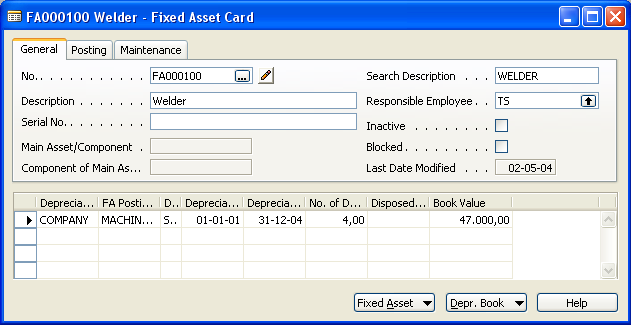 FA000100 Welder - Fixed Asset Card
General Posting Maintenance
No. . . . . . . . . . . . FA000100 ... Search Description . . . WELDER
Description . . . . . . . Welder Responsible Employee . . TS
Serial No. . . . . . . . . Inactive . . . . . . . .
Main Asset/Component . Blocked . . . . . . . . .
Component of Main As... Last Date Modified . . . 02-05-04
Deprecia... FA Posti... D.. Deprecia... Deprecia... No. of D... Disposed... Book Value
COMPANY MACHIN... S.. 01-01-01 31-12-04 4,00 47.000,00
Fixed Asset Depr. Book Help